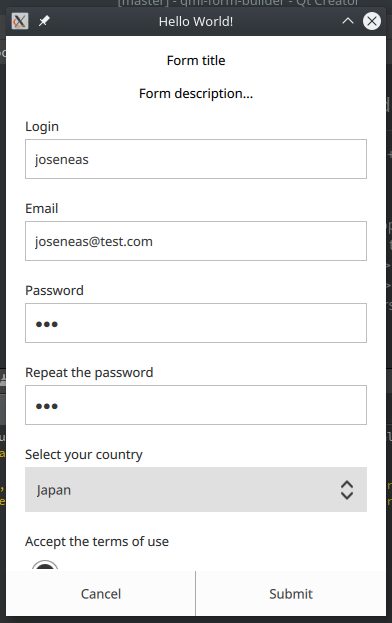 [master] - qml-form-builder - Qt Creator
Hello World!
Form title
Form description...
Login
joseneas
Email
joseneas@test.com
Password
●●●
Repeat the password
●●●
Select your country
Japan
Accept the terms of use
Cancel
Submit